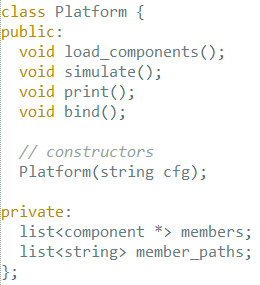 class Platform {
public:
  void load_components();
  void simulate();
  void print();
  void bind();

  // constructors
  Platform(string cfg);

private:
  list<component *> members;
  list<string> member_paths;
};